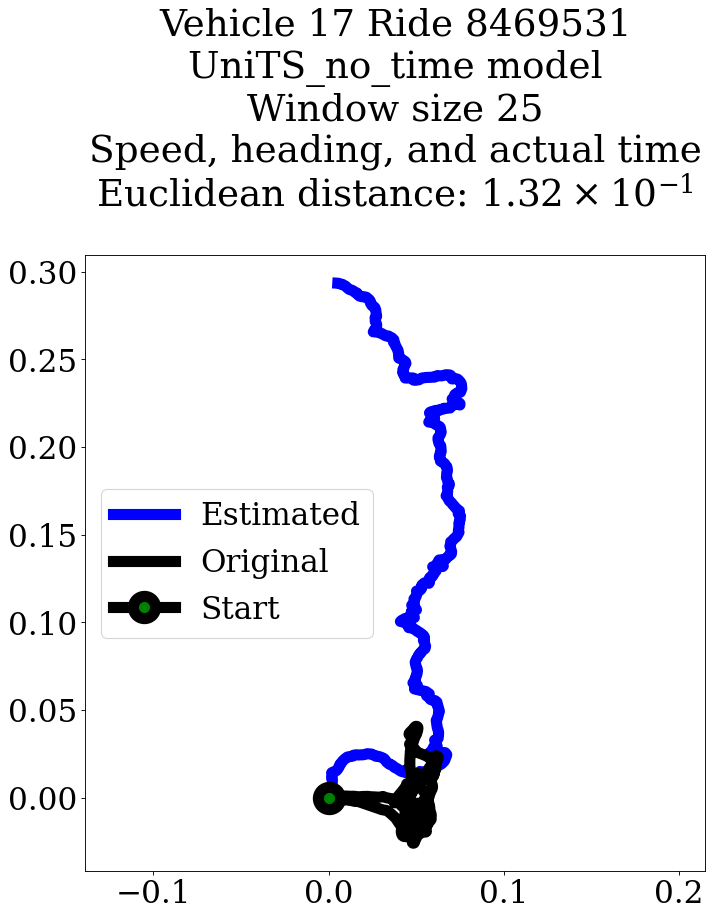 Vehicle 17 Ride 8469531
UniTS_no_time model
Window size 25
Speed, heading, and actual time
Euclidean distance: 1.32 × 10⁻¹
0.30
0.25
0.20
0.15
0.10
0.05
0.00
Estimated
Original
Start
−0.1
0.0
0.1
0.2